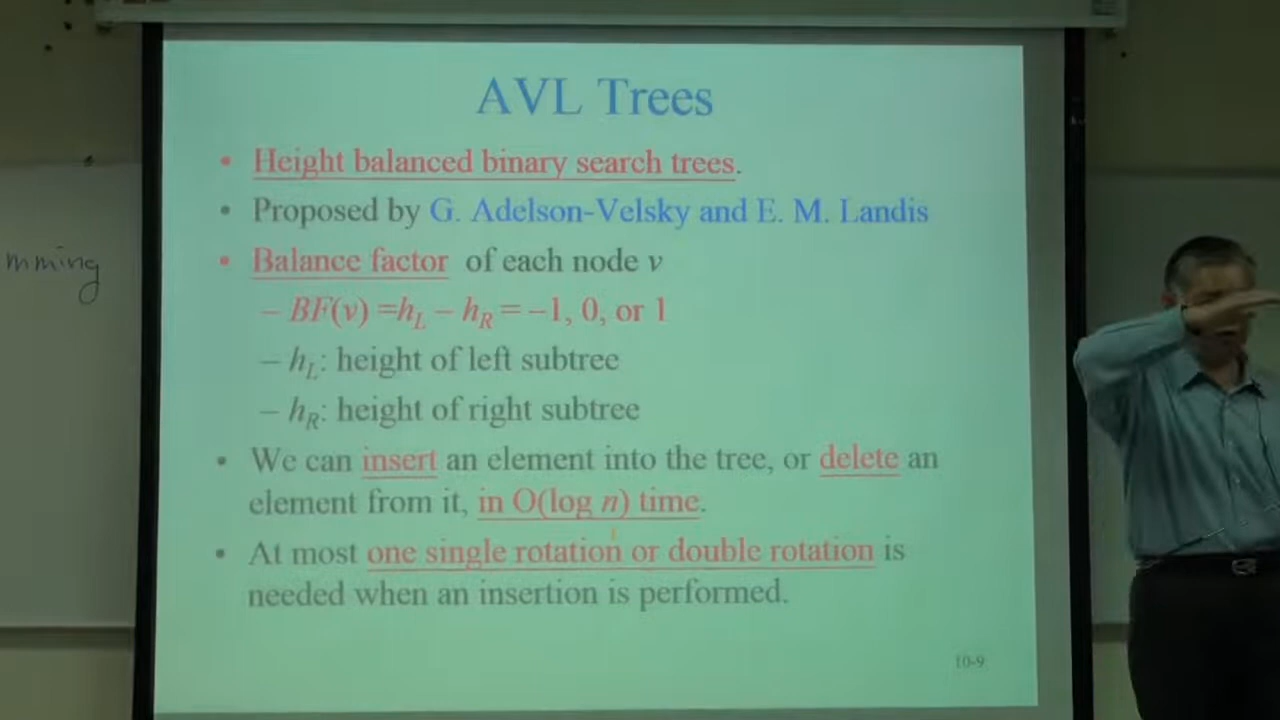 AVL Trees
• Height balanced binary search trees.
• Proposed by G. Adelson-Velsky and E. M. Landis
• Balance factor of each node v
– BF(v) =hL – hR = –1, 0, or 1
– hL: height of left subtree
– hR: height of right subtree
• We can insert an element into the tree, or delete an
element from it, in O(log n) time.
• At most one single rotation or double rotation is
needed when an insertion is performed.
10-9
mming